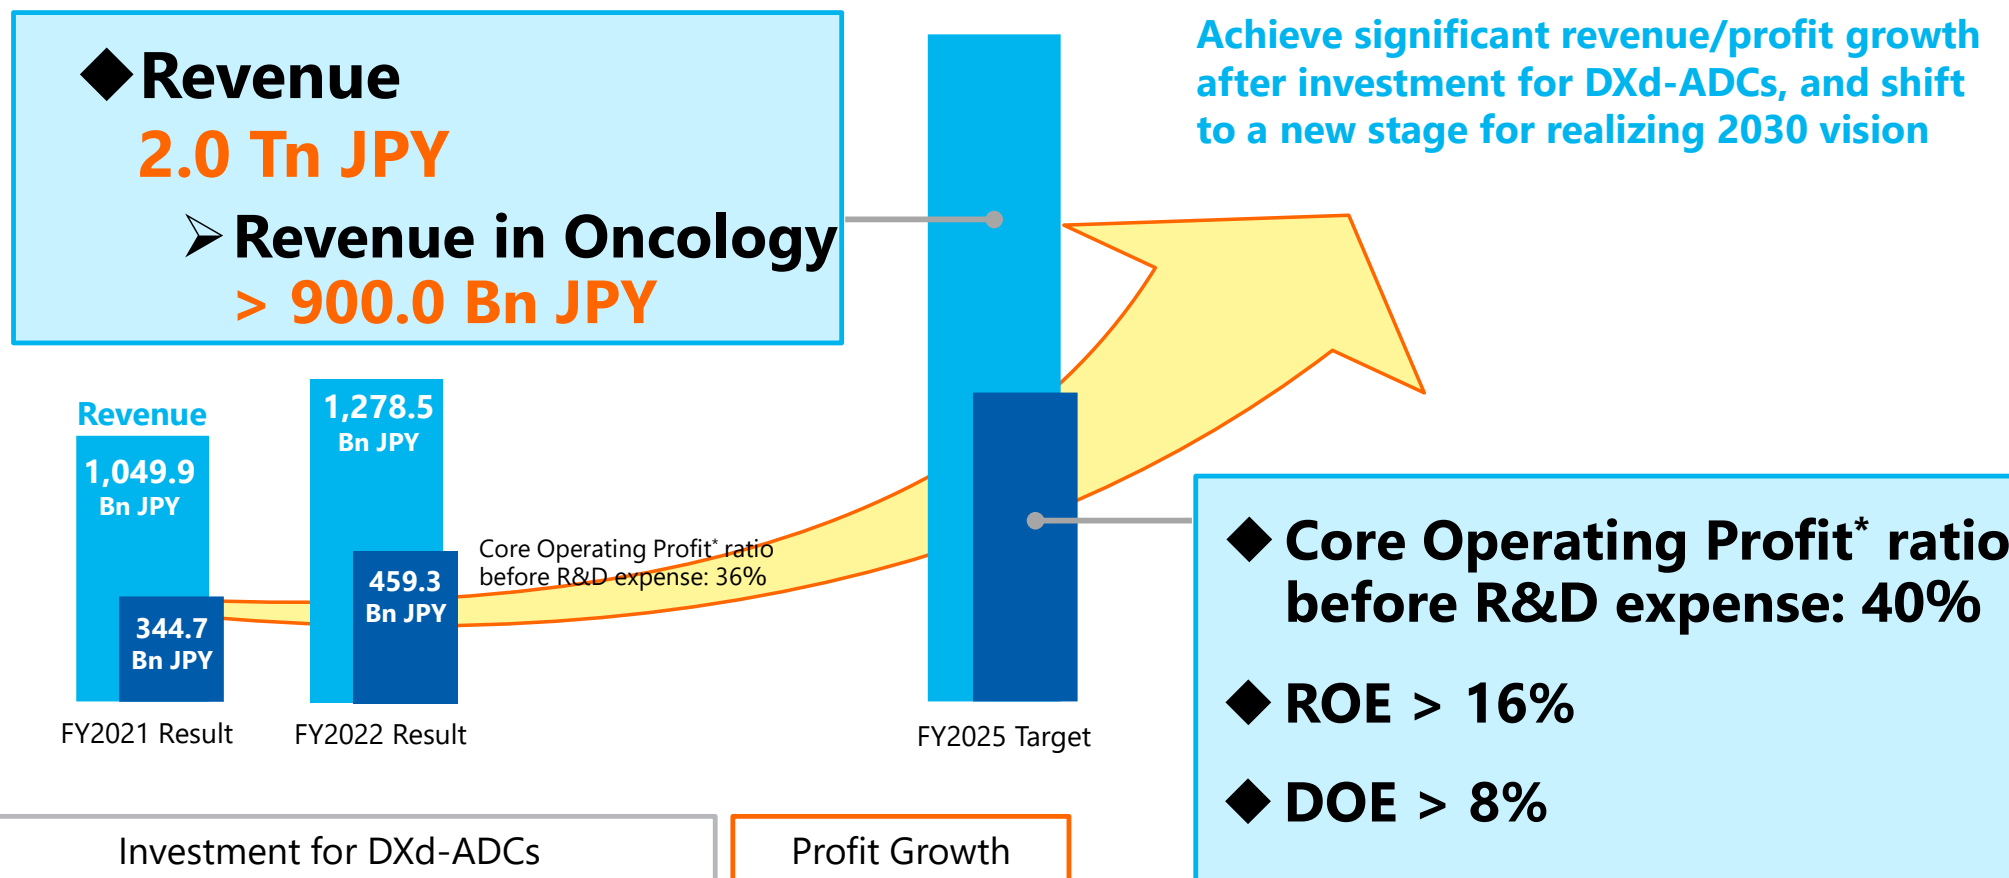 ◆Revenue
2.0 Tn JPY
➢Revenue in Oncology
> 900.0 Bn JPY
Achieve significant revenue/profit growth
after investment for DXd-ADCs, and shift
to a new stage for realizing 2030 vision
Revenue
1,049.9
Bn JPY
344.7
Bn JPY
FY2021 Result
1,278.5
Bn JPY
459.3
Bn JPY
FY2022 Result
Core Operating Profit* ratio
before R&D expense: 36%
FY2025 Target
◆ Core Operating Profit* ratio
before R&D expense: 40%
◆ ROE > 16%
◆ DOE > 8%
Investment for DXd-ADCs
Profit Growth